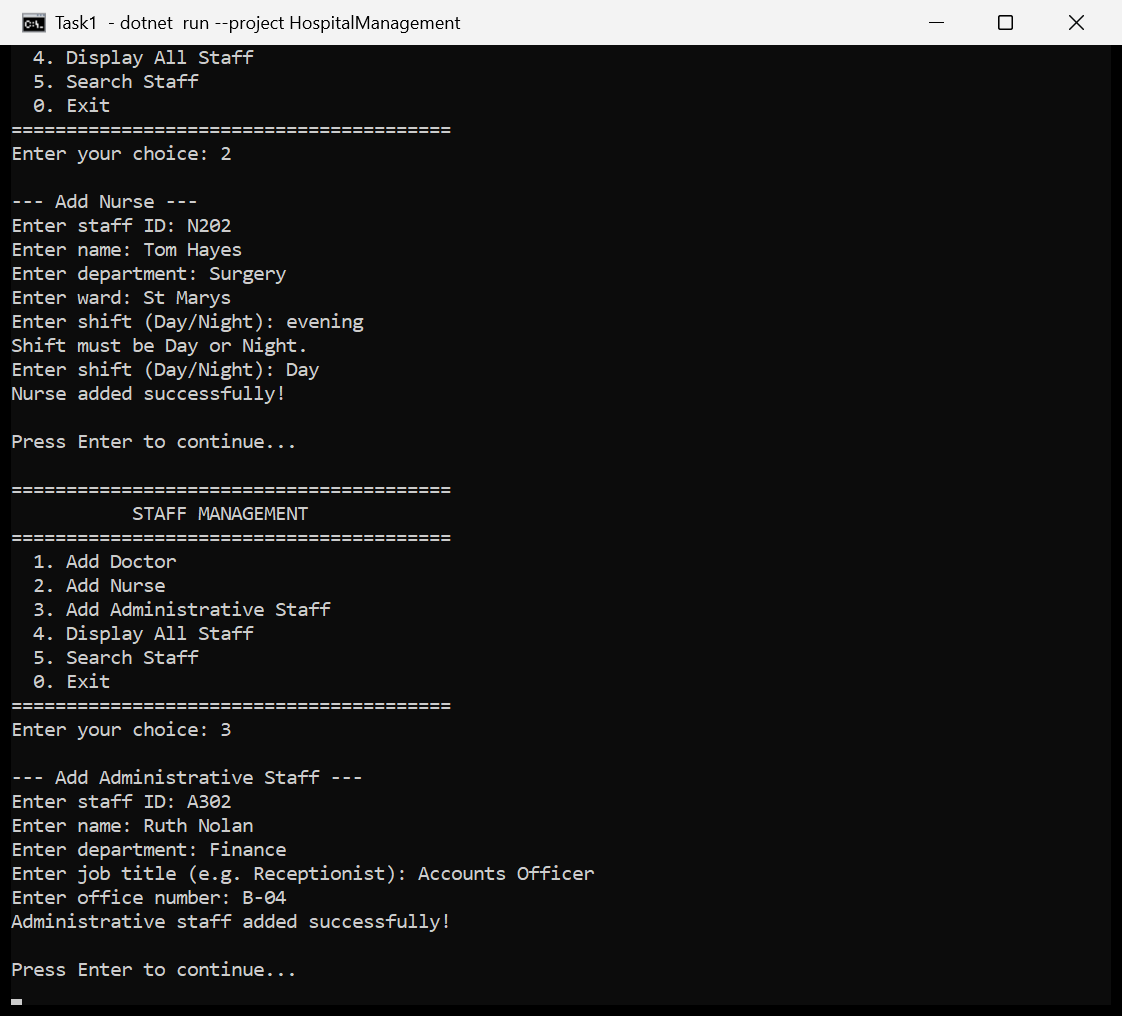 Task1 - dotnet run --project HospitalManagement
4. Display All Staff
5. Search Staff
0. Exit
========================================
Enter your choice: 2
--- Add Nurse ---
Enter staff ID: N202
Enter name: Tom Hayes
Enter department: Surgery
Enter ward: St Marys
Enter shift (Day/Night): evening
Shift must be Day or Night.
Enter shift (Day/Night): Day
Nurse added successfully!
Press Enter to continue...
========================================
STAFF MANAGEMENT
========================================
1. Add Doctor
2. Add Nurse
3. Add Administrative Staff
4. Display All Staff
5. Search Staff
0. Exit
========================================
Enter your choice: 3
--- Add Administrative Staff ---
Enter staff ID: A302
Enter name: Ruth Nolan
Enter department: Finance
Enter job title (e.g. Receptionist): Accounts Officer
Enter office number: B-04
Administrative staff added successfully!
Press Enter to continue...